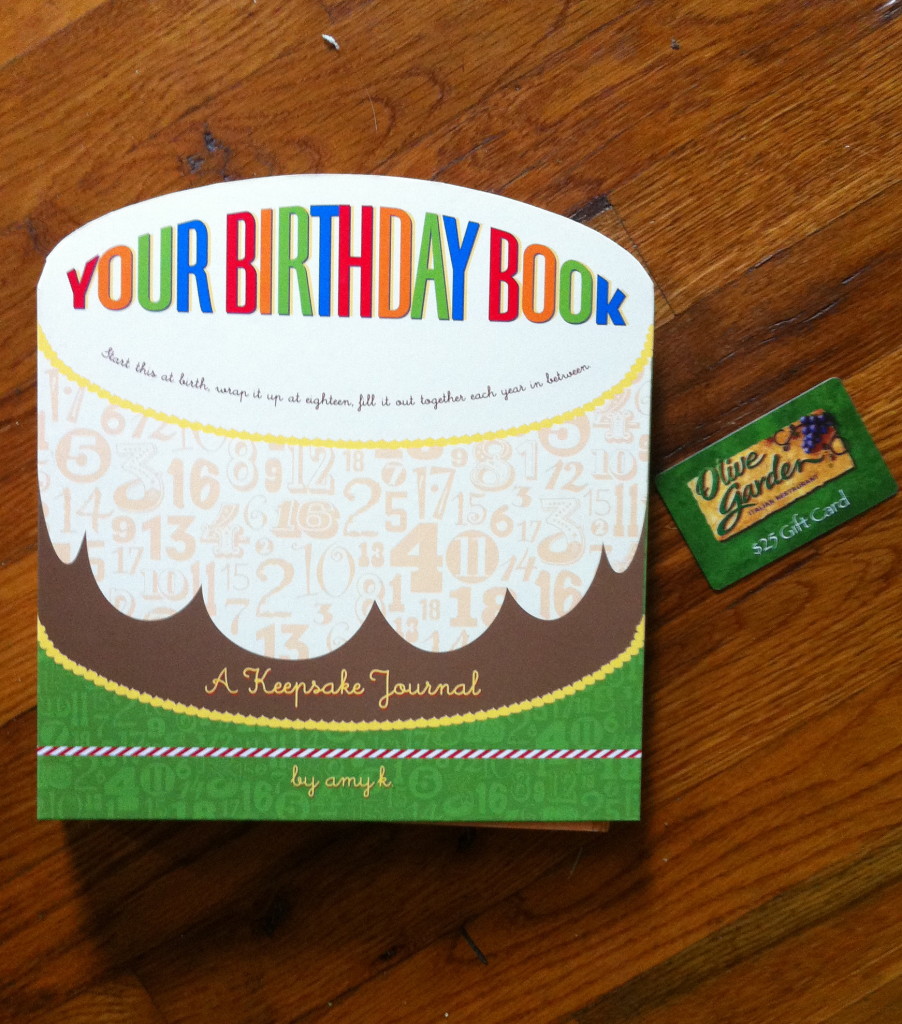 YOUR BIRTHDAY BOOK
Start this at birth, wrap it up at eighteen, fill it out together each year in between.
A Keepsake Journal
by amy k.
Olive
Garden
ITALIAN RESTAURANT
$25 Gift Card